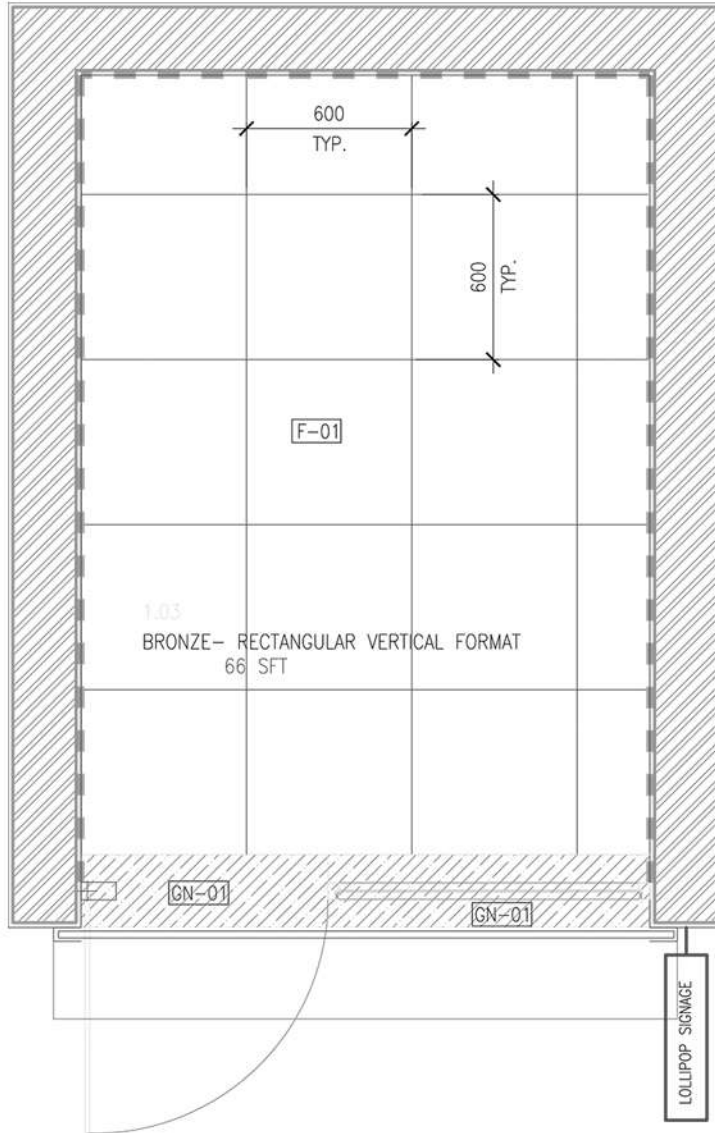 600
TYP.
600
TYP.
F-01
1.03
BRONZE- RECTANGULAR VERTICAL FORMAT
66 SFT
GN-01
GN-01
LOLLIPOP SIGNAGE